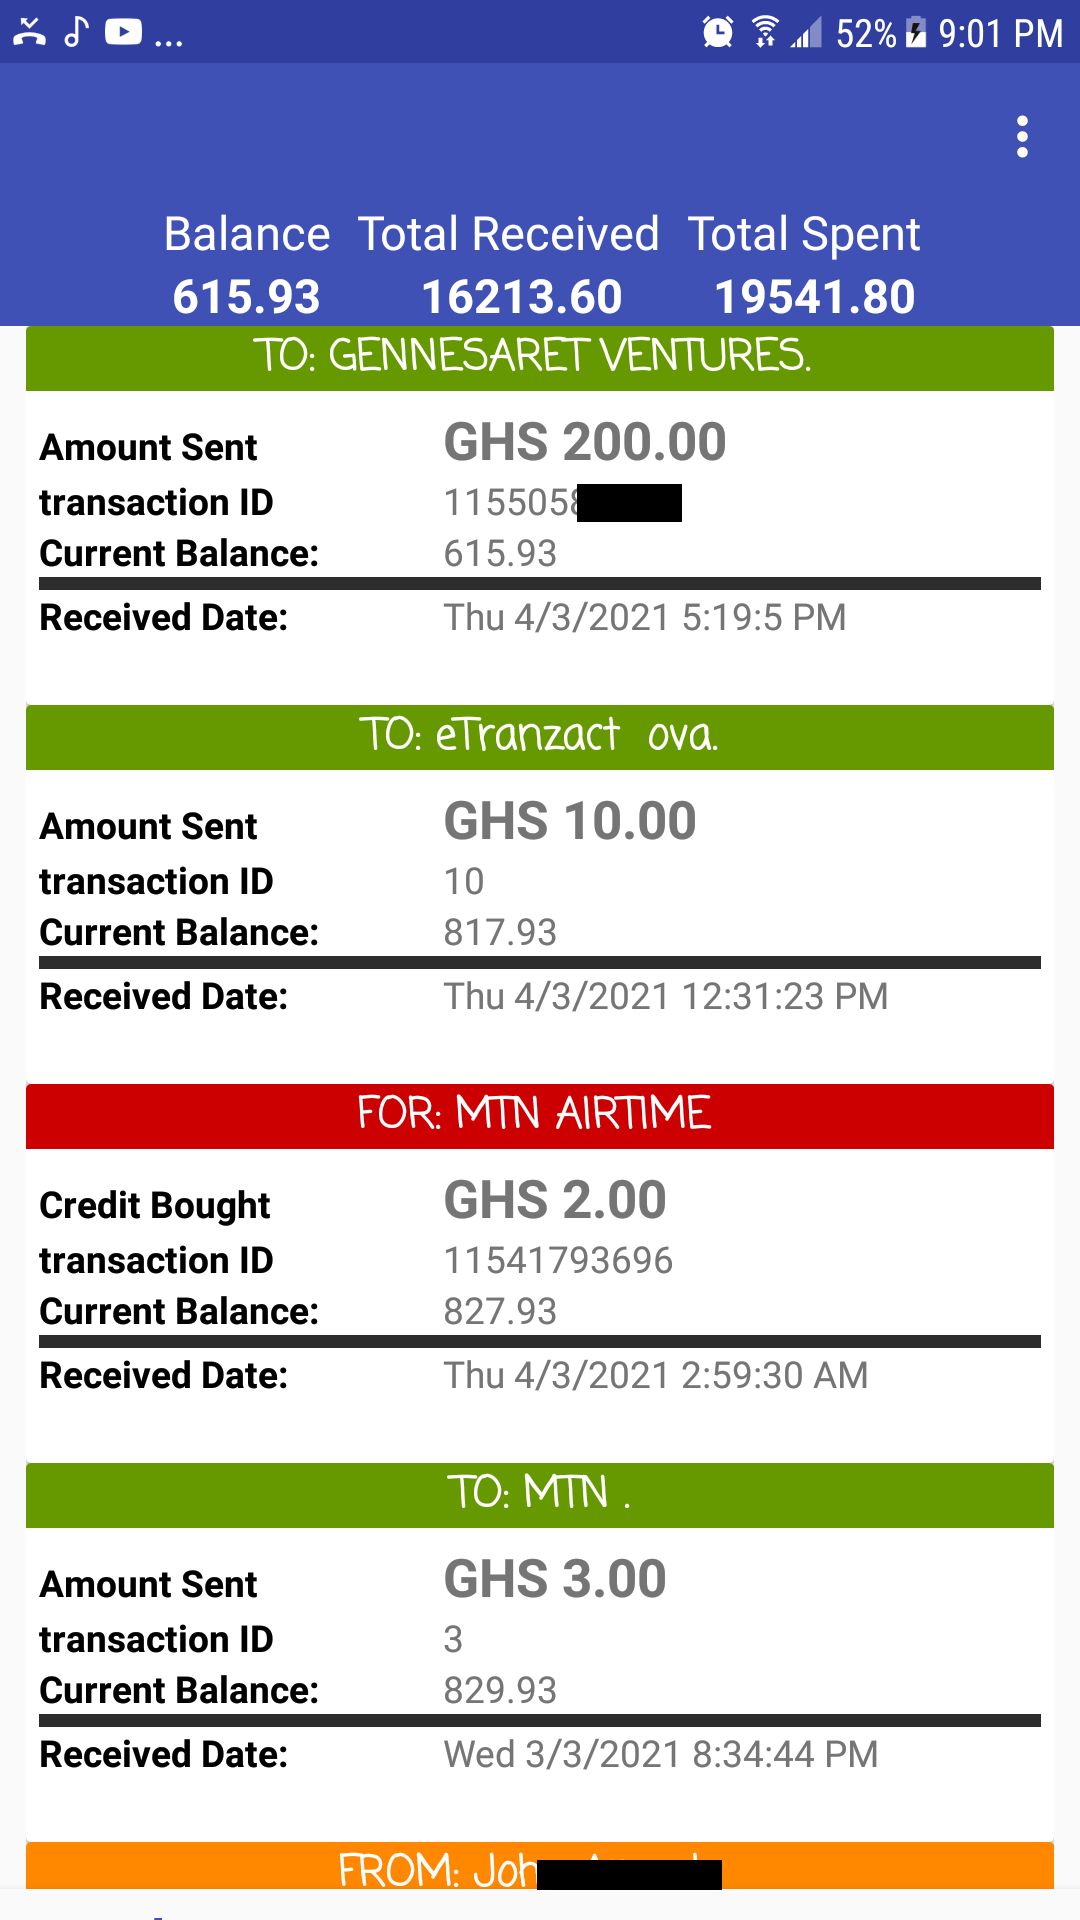 ... 52% 9:01 PM
Balance Total Received Total Spent
615.93 16213.60 19541.80
TO: GENNESARET VENTURES.
Amount Sent GHS 200.00
transaction ID 115505
Current Balance: 615.93
Received Date: Thu 4/3/2021 5:19:5 PM
TO: eTranzact ova.
Amount Sent GHS 10.00
transaction ID 10
Current Balance: 817.93
Received Date: Thu 4/3/2021 12:31:23 PM
FOR: MTN AIRTIME
Credit Bought GHS 2.00
transaction ID 11541793696
Current Balance: 827.93
Received Date: Thu 4/3/2021 2:59:30 AM
TO: MTN .
Amount Sent GHS 3.00
transaction ID 3
Current Balance: 829.93
Received Date: Wed 3/3/2021 8:34:44 PM
FROM: Joh